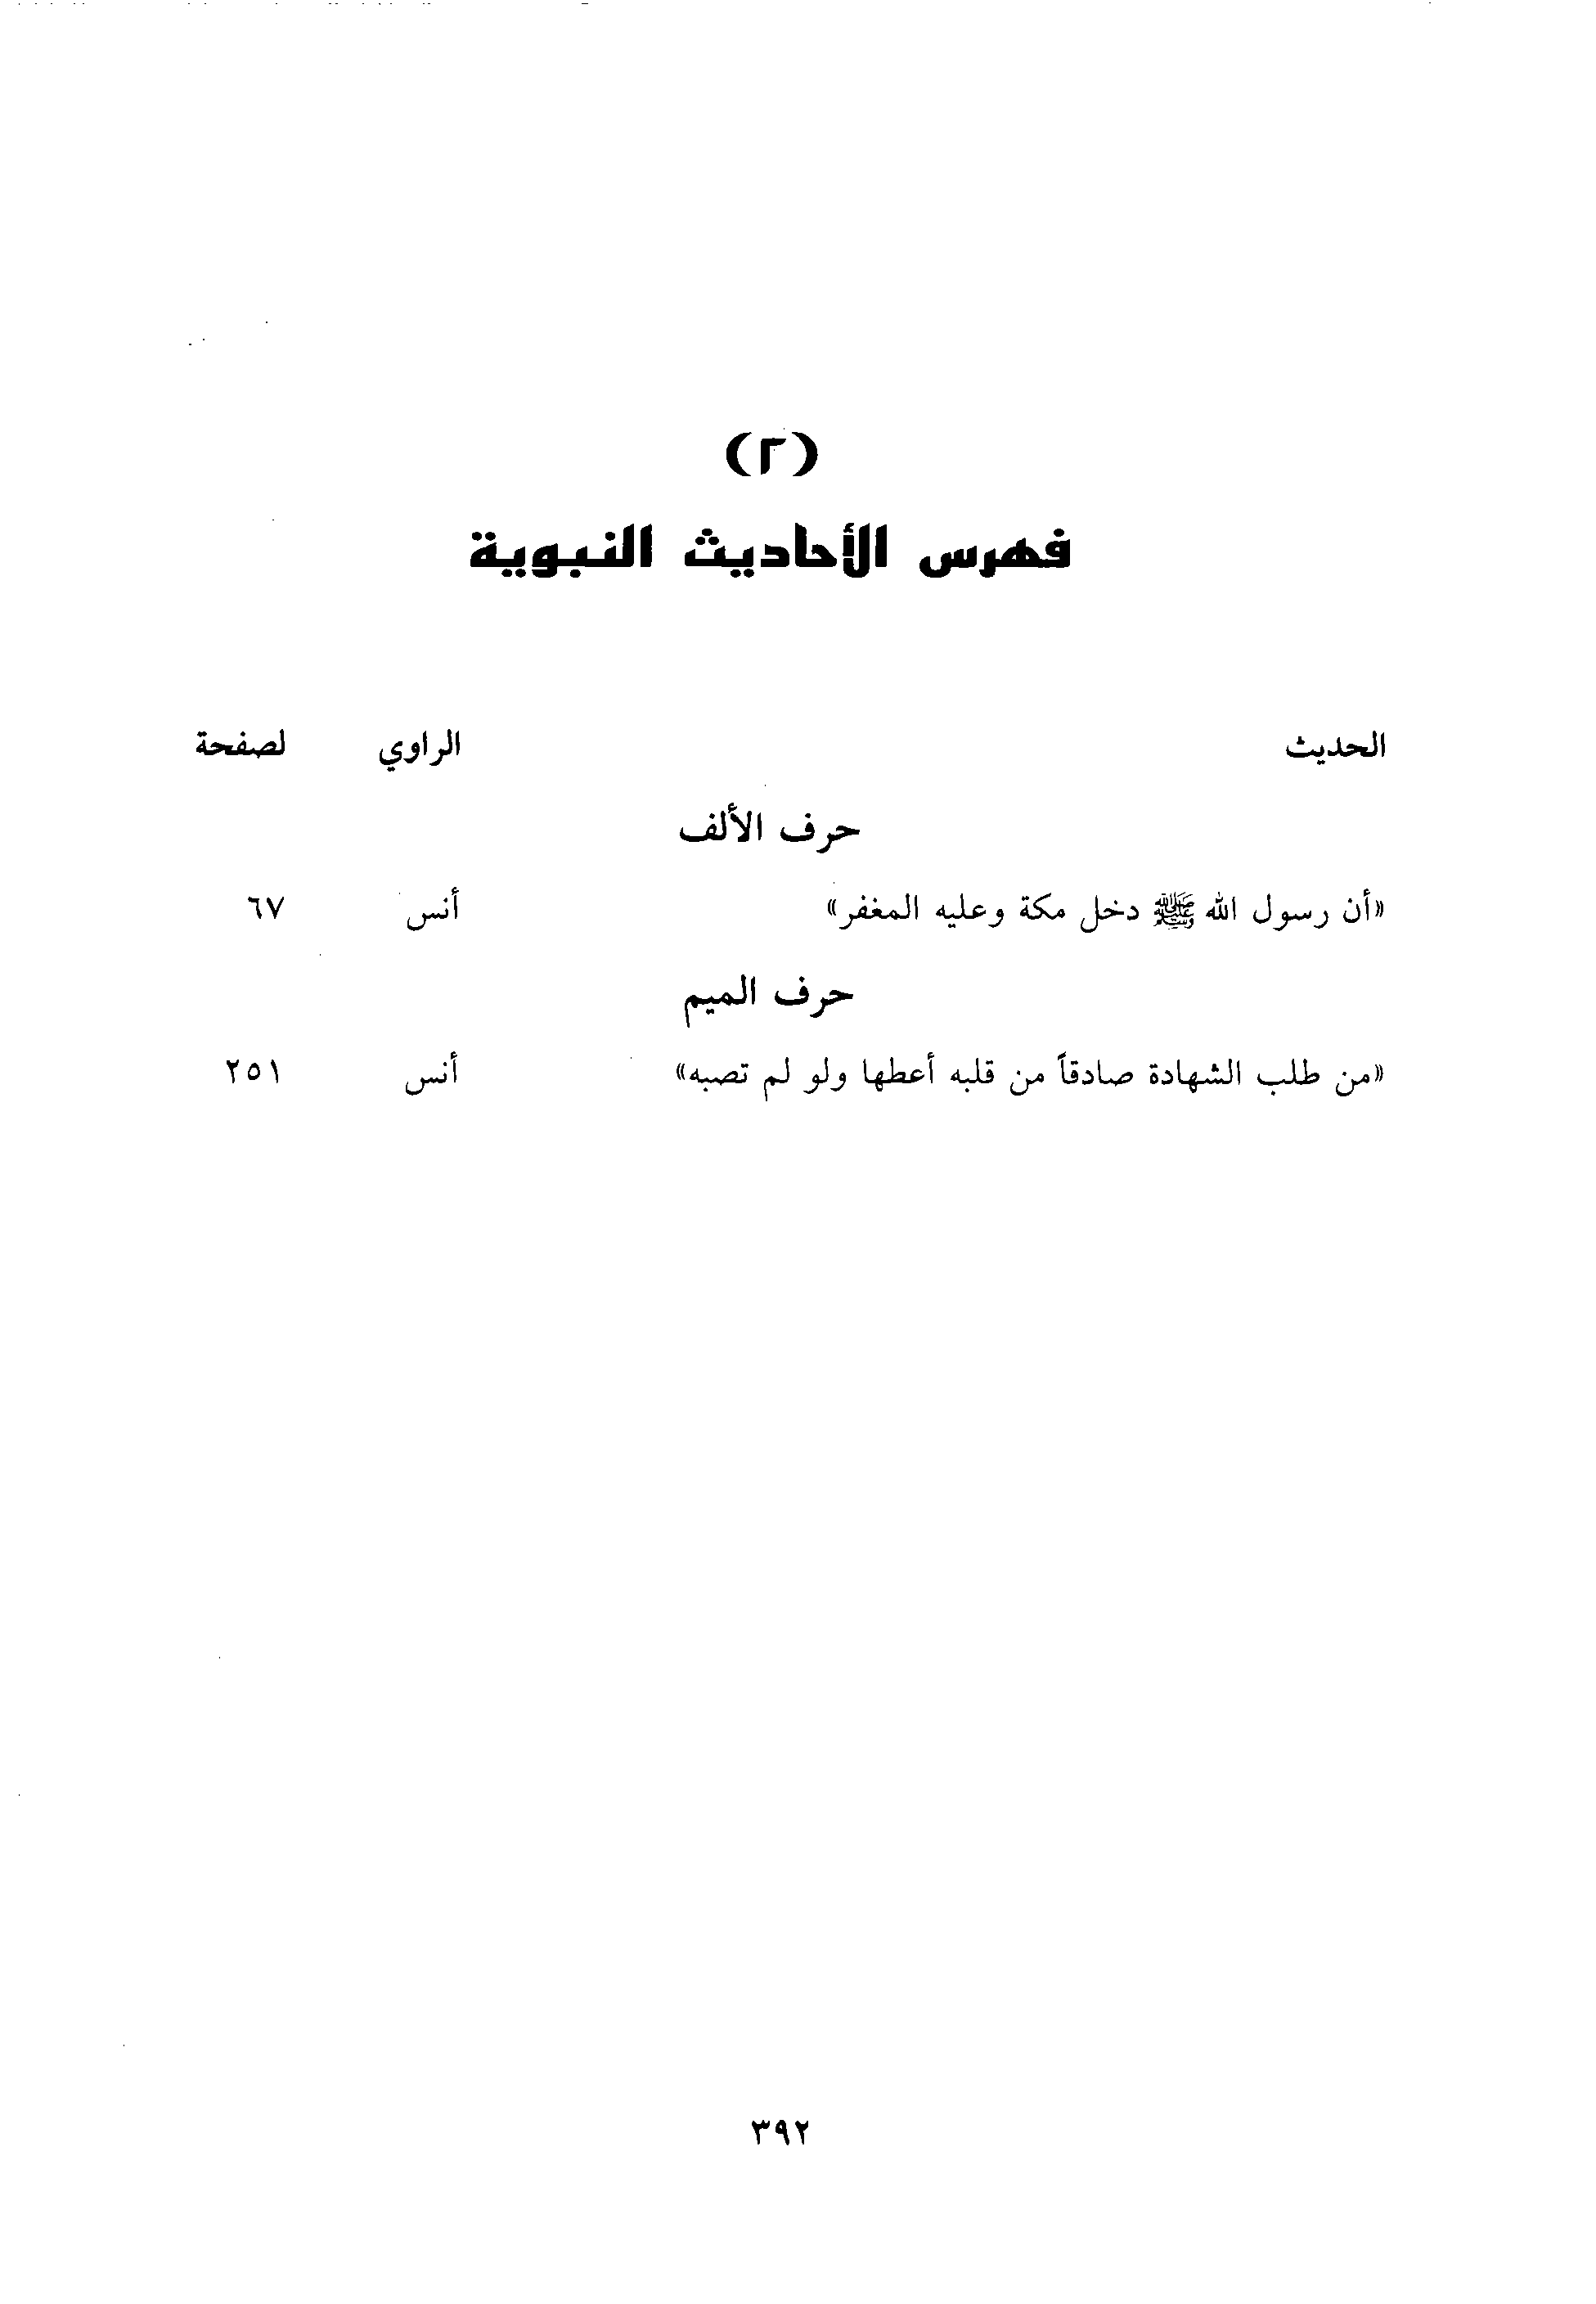 (٢)
فهرس الأحاديث النبوية
الحديث الراوي لصفحة
حرف الألف
«أن رسول الله ﷺ دخل مكة وعليه المغفر» أنس ٦٧
حرف الميم
«من طلب الشهادة صادقاً من قلبه أعطها ولو لم تصبه» أنس ٢٥١
٣٩٢